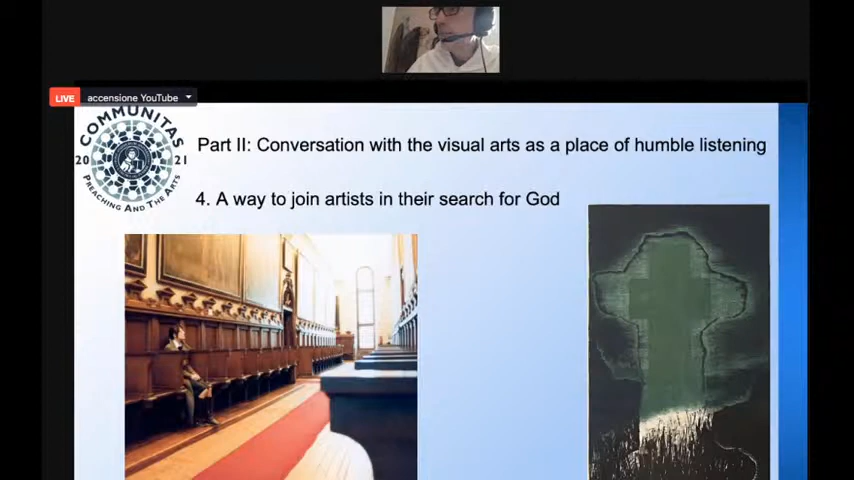 LIVE accensione YouTube
COMMUNITAS
20 21
PREACHING AND THE ARTS
Part II: Conversation with the visual arts as a place of humble listening
4. A way to join artists in their search for God